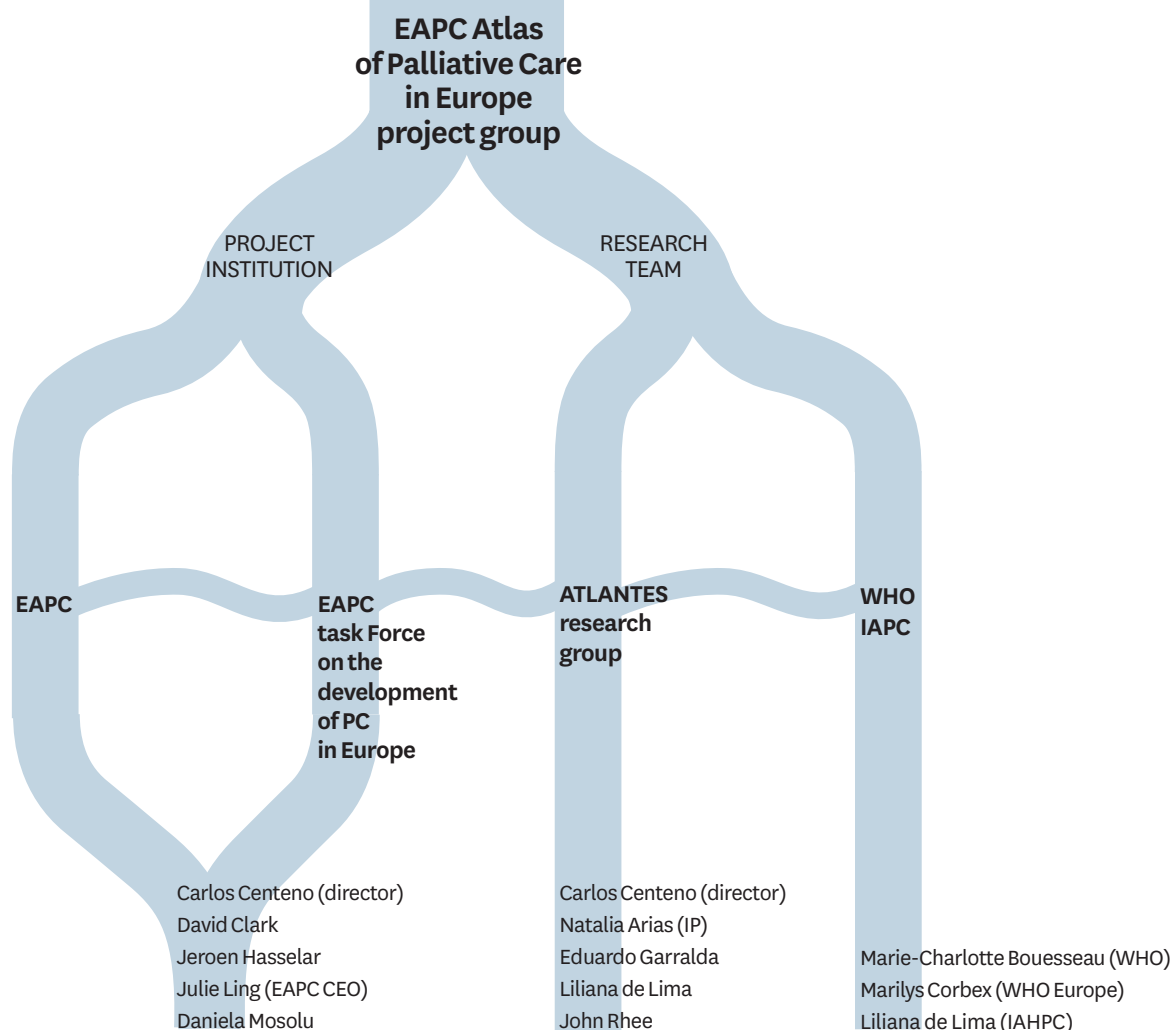 EAPC Atlas
of Palliative Care
in Europe
project group
PROJECT
INSTITUTION
RESEARCH
TEAM
EAPC
EAPC
task Force
on the
development
of PC
in Europe
ATLANTES
research
group
WHO
IAPC
Carlos Centeno (director)
David Clark
Jeroen Hasselar
Julie Ling (EAPC CEO)
Daniela Mosolu
Carlos Centeno (director)
Natalia Arias (IP)
Eduardo Garralda
Liliana de Lima
John Rhee
Marie-Charlotte Bouesseau (WHO)
Marilys Corbex (WHO Europe)
Liliana de Lima (IAHPC)